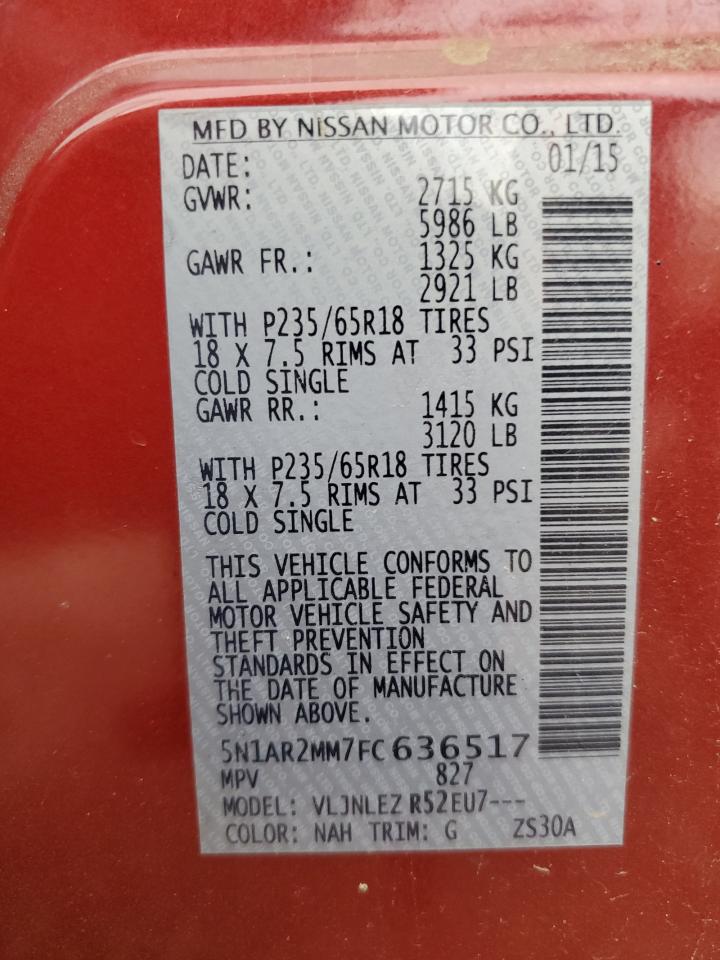 MFD BY NISSAN MOTOR CO., LTD.
DATE: 01/15
GVWR: 2715 KG
5986 LB
GAWR FR.: 1325 KG
2921 LB
WITH P235/65R18 TIRES
18 X 7.5 RIMS AT 33 PSI
COLD SINGLE
GAWR RR.: 1415 KG
3120 LB
WITH P235/65R18 TIRES
18 X 7.5 RIMS AT 33 PSI
COLD SINGLE
THIS VEHICLE CONFORMS TO
ALL APPLICABLE FEDERAL
MOTOR VEHICLE SAFETY AND
THEFT PREVENTION
STANDARDS IN EFFECT ON
THE DATE OF MANUFACTURE
SHOWN ABOVE.
5N1AR2MM7FC636517
MPV 827
MODEL: VLJNLEZ R52EU7---
COLOR: NAH TRIM: G ZS30A